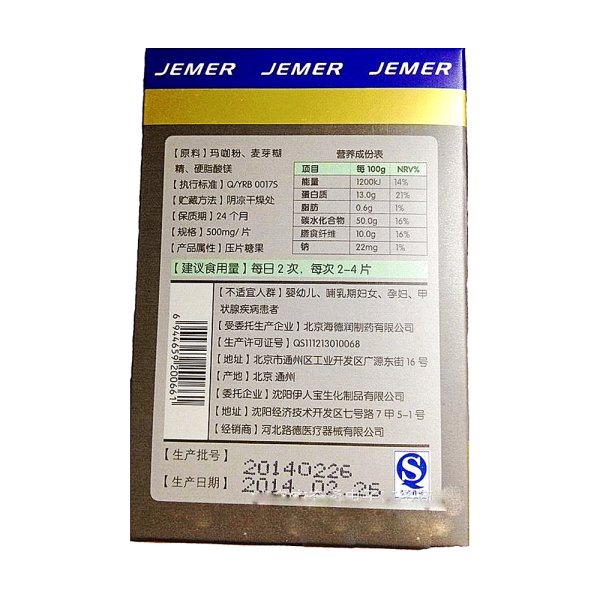 JEMER JEMER JEMER
【原料】玛咖粉、麦芽糊
精、硬脂酸镁
【执行标准】Q/YRB 0017S
【贮藏方法】阴凉干燥处
【保质期】24个月
【规格】500mg/片
【产品属性】压片糖果
营养成份表
项目 每100g NRV%
能量 1200kJ 14%
蛋白质 13.0g 21%
脂肪 0.6g 1%
碳水化合物 50.0g 16%
膳食纤维 10.0g 16%
钠 22mg 1%
【建议食用量】每日2次，每次2-4片
【不适宜人群】婴幼儿、哺乳期妇女、孕妇、甲
状腺疾病患者
【受委托生产企业】北京海德润制药有限公司
【生产许可证号】QS111213010068
【地址】北京市通州区工业开发区广源东街16号
【产地】北京 通州
【委托企业】沈阳伊人宝生化制品有限公司
【地址】沈阳经济技术开发区七号路7甲5-1号
【经销商】河北路德医疗器械有限公司
6944659200661
【生产批号】 20140226
【生产日期】 2014.02.26
QS